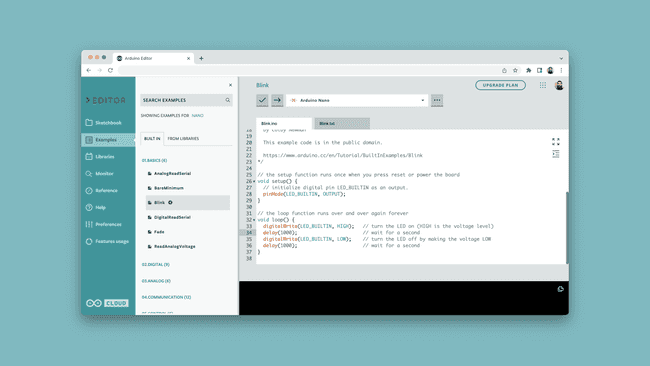 Arduino Editor
EDITOR
Sketchbook
Examples
Libraries
Monitor
Reference
Help
Preferences
Features usage
CLOUD
SEARCH EXAMPLES
SHOWING EXAMPLES FOR NANO
BUILT IN
FROM LIBRARIES
01.BASICS (6)
AnalogReadSerial
BareMinimum
Blink
DigitalReadSerial
Fade
ReadAnalogVoltage
02.DIGITAL (9)
03.ANALOG (6)
04.COMMUNICATION (12)
Blink
UPGRADE PLAN
Arduino Nano
Blink.ino
Blink.txt
19
20 This example code is in the public domain.
21
22 https://www.arduino.cc/en/Tutorial/BuiltInExamples/Blink
23 */
24
25 // the setup function runs once when you press reset or power the board
26 void setup() {
27 // initialize digital pin LED_BUILTIN as an output.
28 pinMode(LED_BUILTIN, OUTPUT);
29 }
30
31 // the loop function runs over and over again forever
32 void loop() {
33 digitalWrite(LED_BUILTIN, HIGH); // turn the LED on (HIGH is the voltage level)
34 delay(1000); // wait for a second
35 digitalWrite(LED_BUILTIN, LOW); // turn the LED off by making the voltage LOW
36 delay(1000); // wait for a second
37 }
38